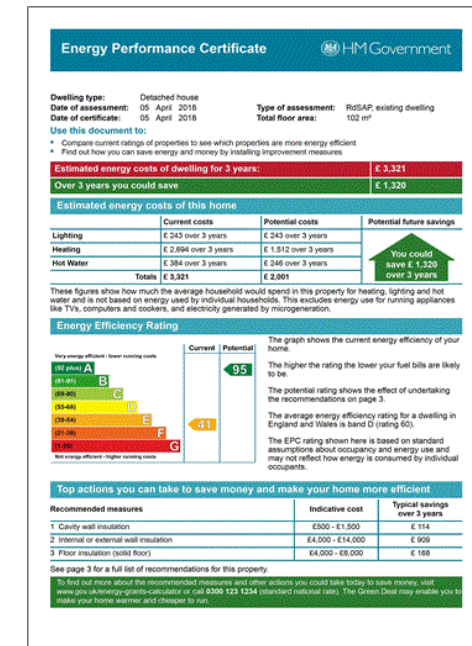 Energy Performance Certificate
HM Government
Dwelling type: Detached house
Date of assessment: 05 April 2018
Date of certificate: 05 April 2018
Type of assessment: RdSAP, existing dwelling
Total floor area: 102 m²
Use this document to:
• Compare current ratings of properties to see which properties are more energy efficient
• Find out how you can save energy and money by installing improvement measures
Estimated energy costs of dwelling for 3 years: £ 3,321
Over 3 years you could save £ 1,320
Estimated energy costs of this home
Current costs Potential costs Potential future savings
Lighting £ 243 over 3 years £ 243 over 3 years
Heating £ 2,694 over 3 years £ 1,512 over 3 years
Hot Water £ 384 over 3 years £ 246 over 3 years
Totals £ 3,321 £ 2,001
You could
save £ 1,320
over 3 years
These figures show how much the average household would spend in this property for heating, lighting and hot
water and is not based on energy used by individual households. This excludes energy use for running appliances
like TVs, computers and cookers, and electricity generated by microgeneration.
Energy Efficiency Rating
Current Potential
Very energy efficient - lower running costs
(92 plus) A
(81-91) B
(69-80) C
(55-68) D
(39-54) E
(21-38) F
(1-20) G
Not energy efficient - higher running costs
41
95
The graph shows the current energy efficiency of your
home.
The higher the rating the lower your fuel bills are likely
to be.
The potential rating shows the effect of undertaking
the recommendations on page 3.
The average energy efficiency rating for a dwelling in
England and Wales is band D (rating 60).
The EPC rating shown here is based on standard
assumptions about occupancy and energy use and
may not reflect how energy is consumed by individual
occupants.
Top actions you can take to save money and make your home more efficient
Recommended measures Indicative cost Typical savings
over 3 years
1 Cavity wall insulation £500 - £1,500 £ 114
2 Internal or external wall insulation £4,000 - £14,000 £ 909
3 Floor insulation (solid floor) £4,000 - £6,000 £ 168
See page 3 for a full list of recommendations for this property.
To find out more about the recommended measures and other actions you could take today to save money, visit
www.gov.uk/energy-grants-calculator or call 0300 123 1234 (standard national rate). The Green Deal may enable you to
make your home warmer and cheaper to run.